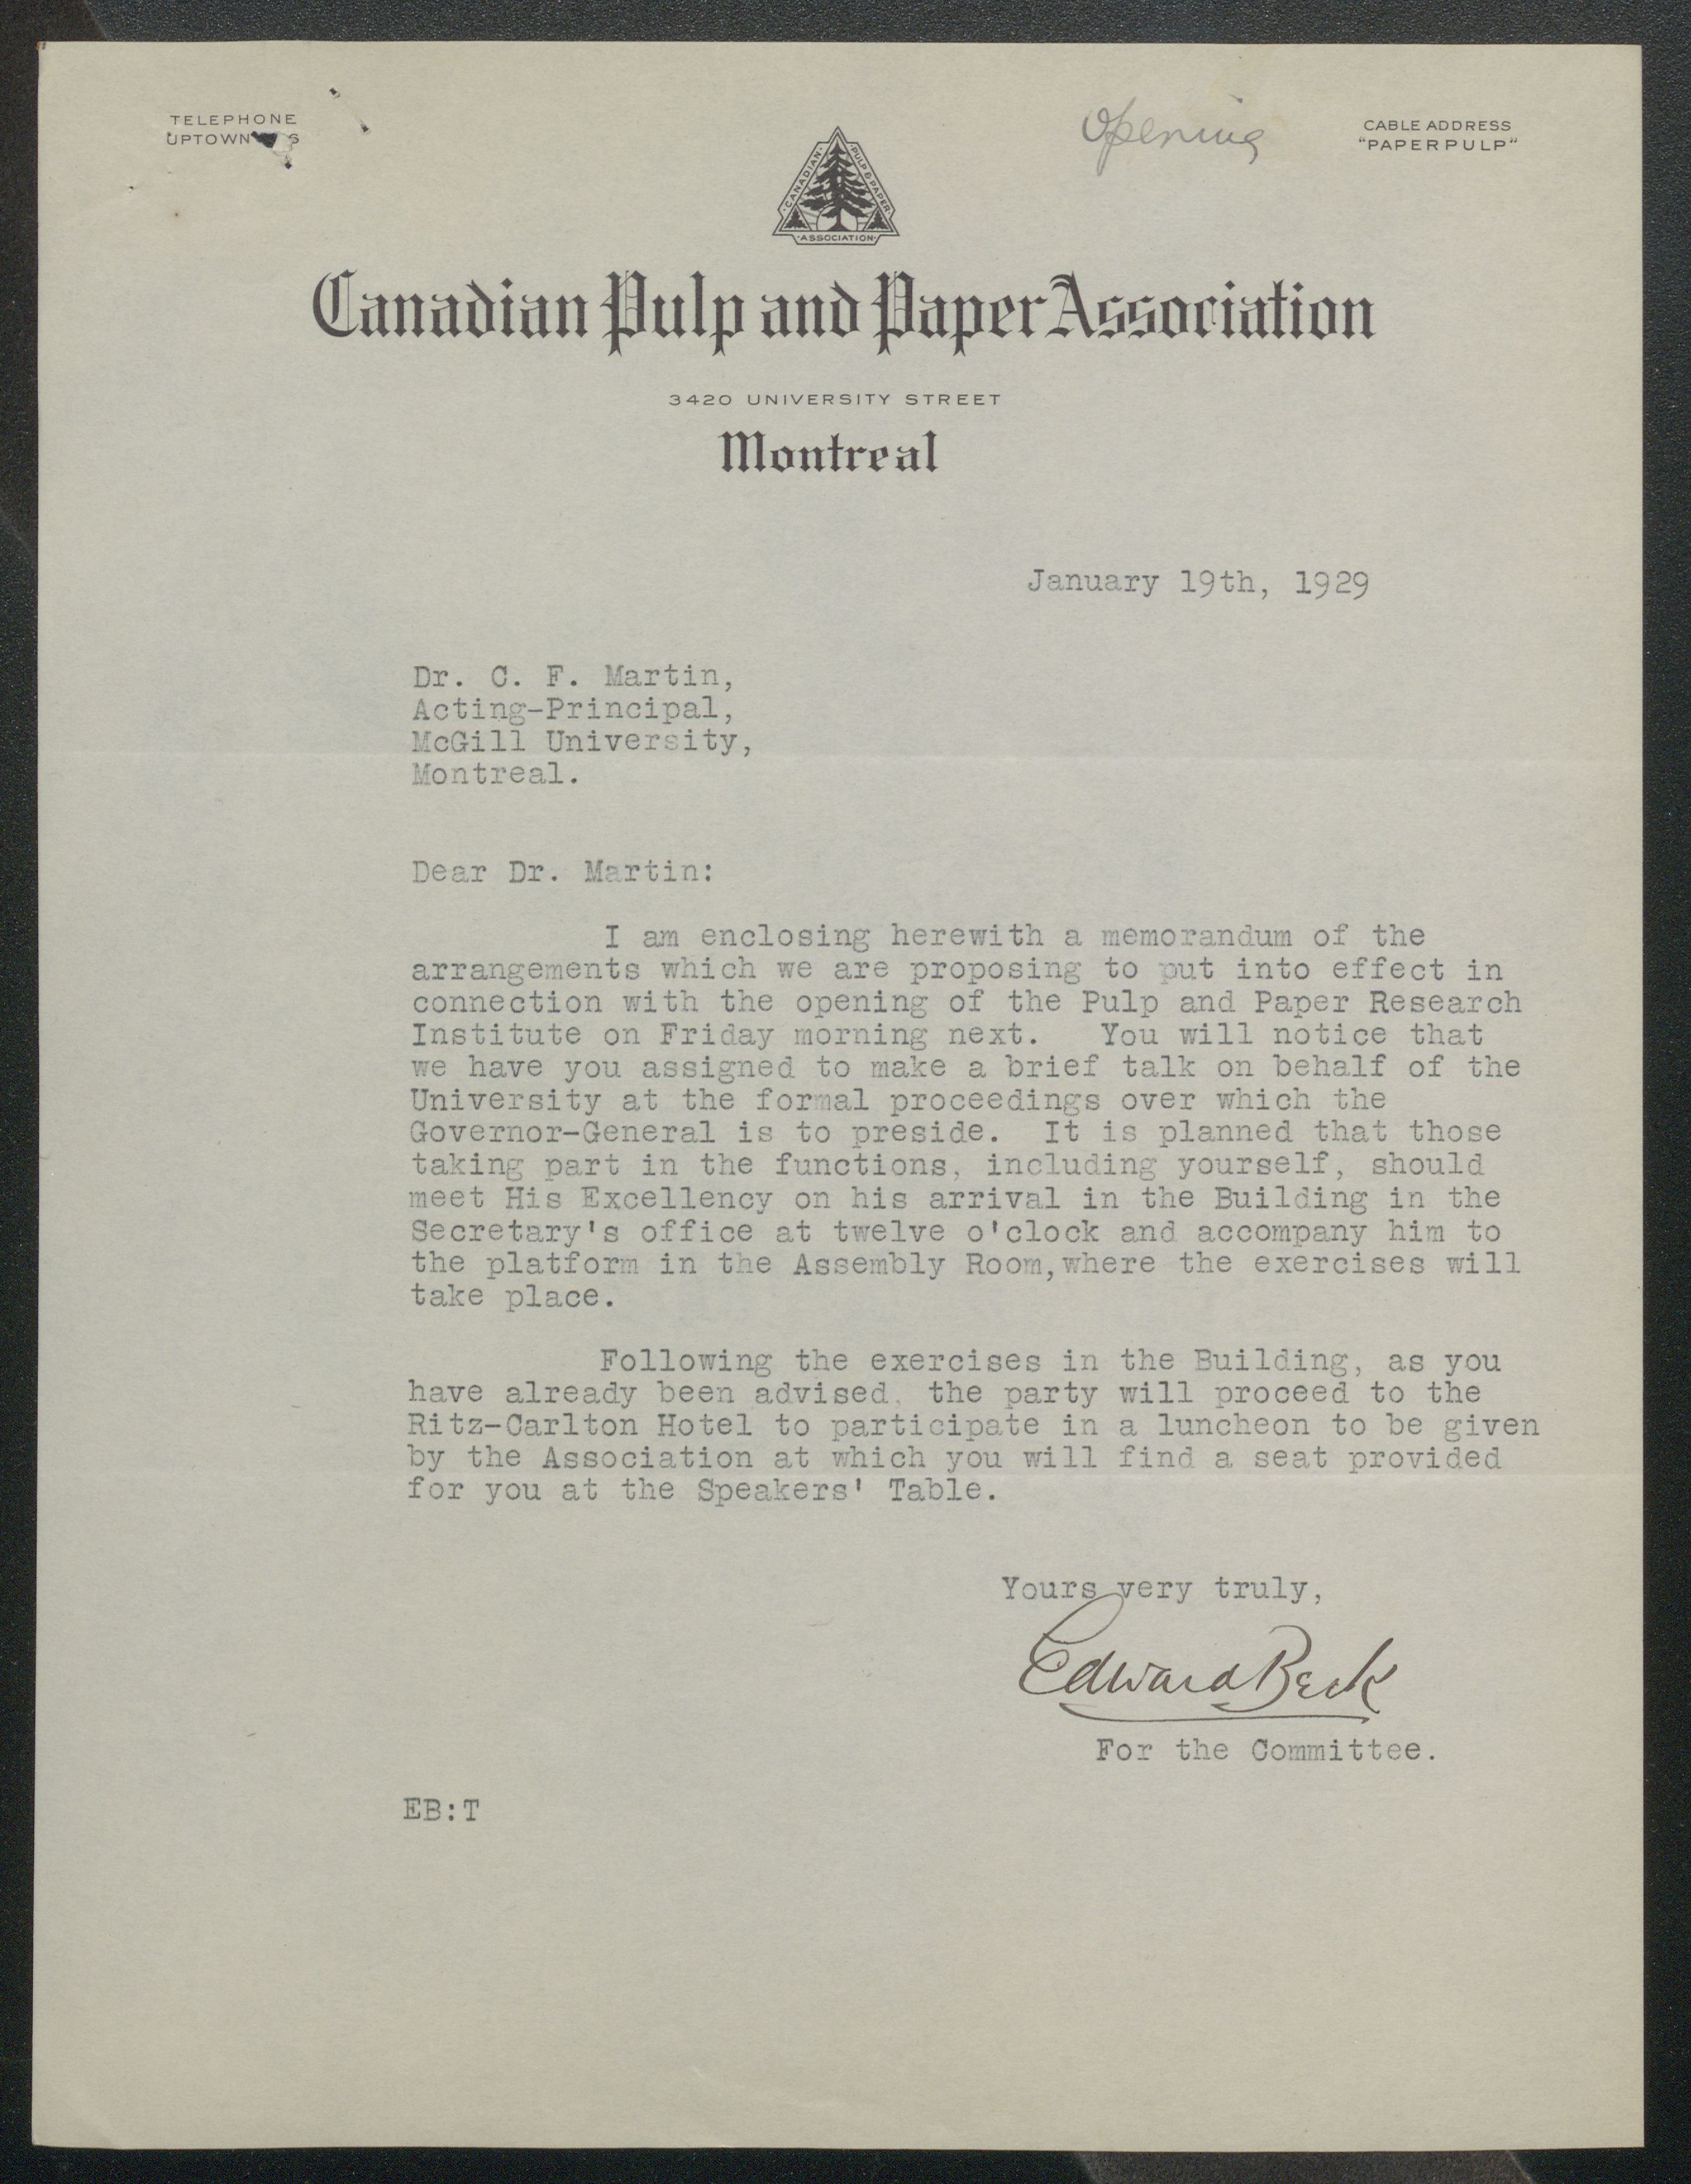 TELEPHONE
UPTOWN
Opening
CABLE ADDRESS
"PAPERPULP"
CANADIAN PULP & PAPER
ASSOCIATION
Canadian Pulp and Paper Association
3420 UNIVERSITY STREET
Montreal
January 19th, 1929
Dr. C. F. Martin,
Acting-Principal,
McGill University,
Montreal.
Dear Dr. Martin:
I am enclosing herewith a memorandum of the
arrangements which we are proposing to put into effect in
connection with the opening of the Pulp and Paper Research
Institute on Friday morning next. You will notice that
we have you assigned to make a brief talk on behalf of the
University at the formal proceedings over which the
Governor-General is to preside. It is planned that those
taking part in the functions, including yourself, should
meet His Excellency on his arrival in the Building in the
Secretary's office at twelve o'clock and accompany him to
the platform in the Assembly Room,where the exercises will
take place.
Following the exercises in the Building, as you
have already been advised, the party will proceed to the
Ritz-Carlton Hotel to participate in a luncheon to be given
by the Association at which you will find a seat provided
for you at the Speakers' Table.
Yours very truly,
Edward Beck
For the Committee.
EB:T